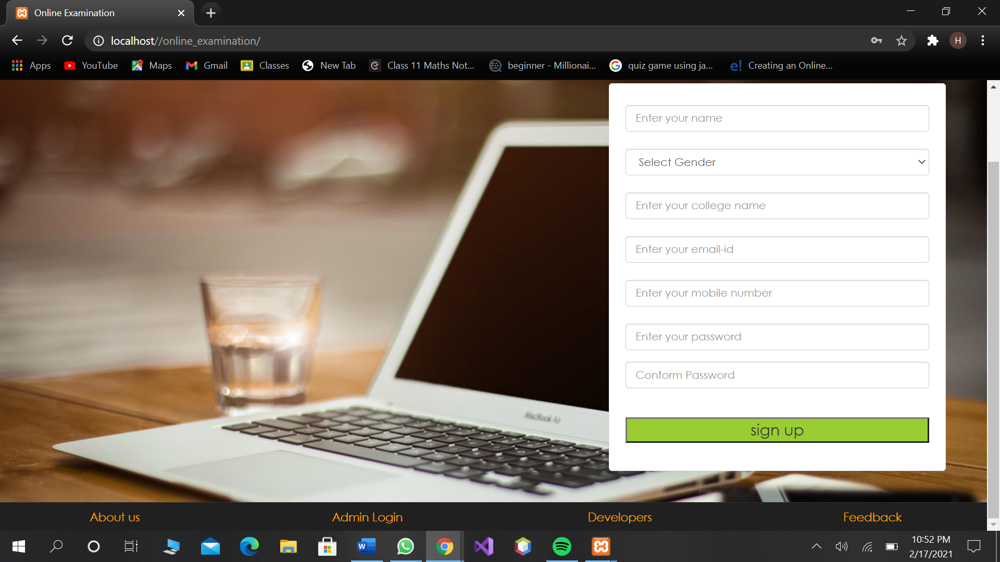 Online Examination
localhost//online_examination/
H
Apps
YouTube
Maps
Gmail
Classes
New Tab
Class 11 Maths Not...
beginner - Millionai...
quiz game using ja...
Creating an Online...
Enter your name
Select Gender
Enter your college name
Enter your email-id
Enter your mobile number
Enter your password
Conform Password
sign up
MacBook Air
About us
Admin Login
Developers
Feedback
10:52 PM
2/17/2021